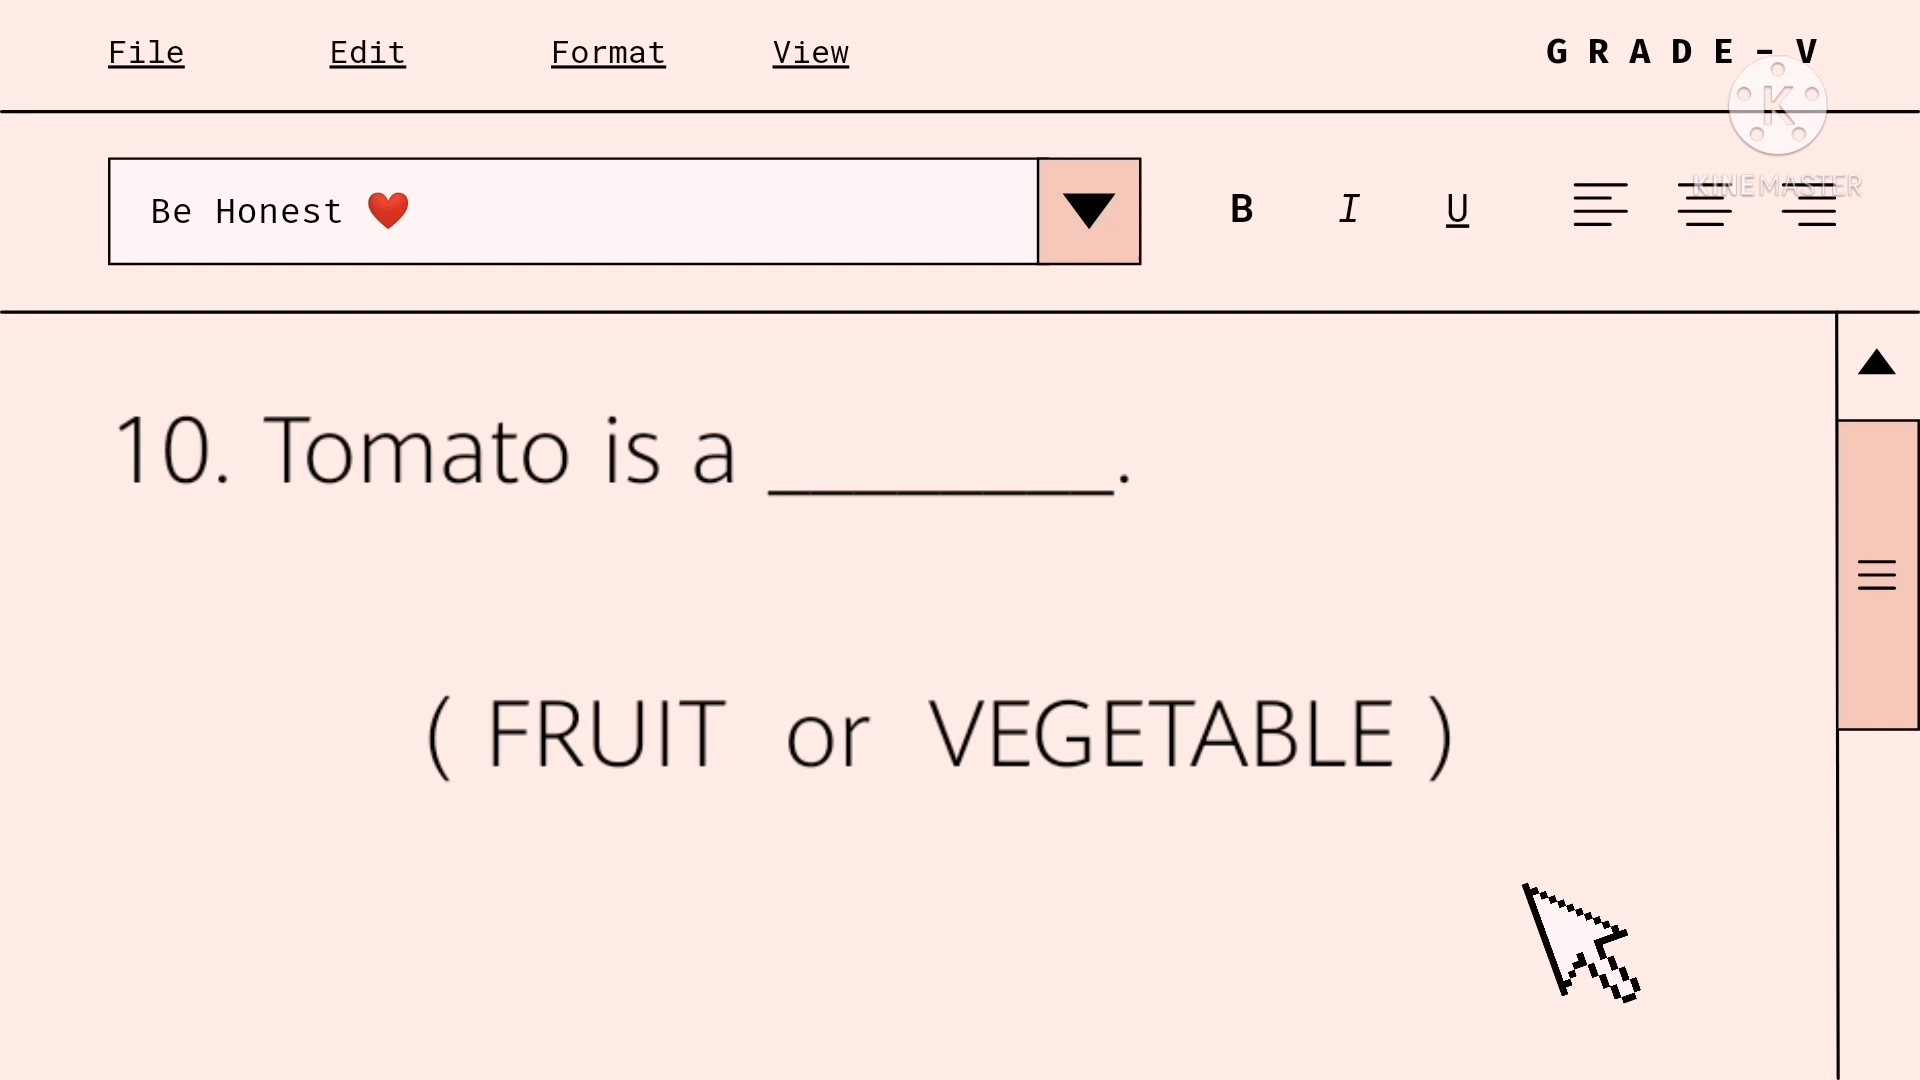 File Edit Format View GRADE-V
K
KINEMASTER
Be Honest ❤️ B I U
10. Tomato is a ________.
( FRUIT or VEGETABLE )